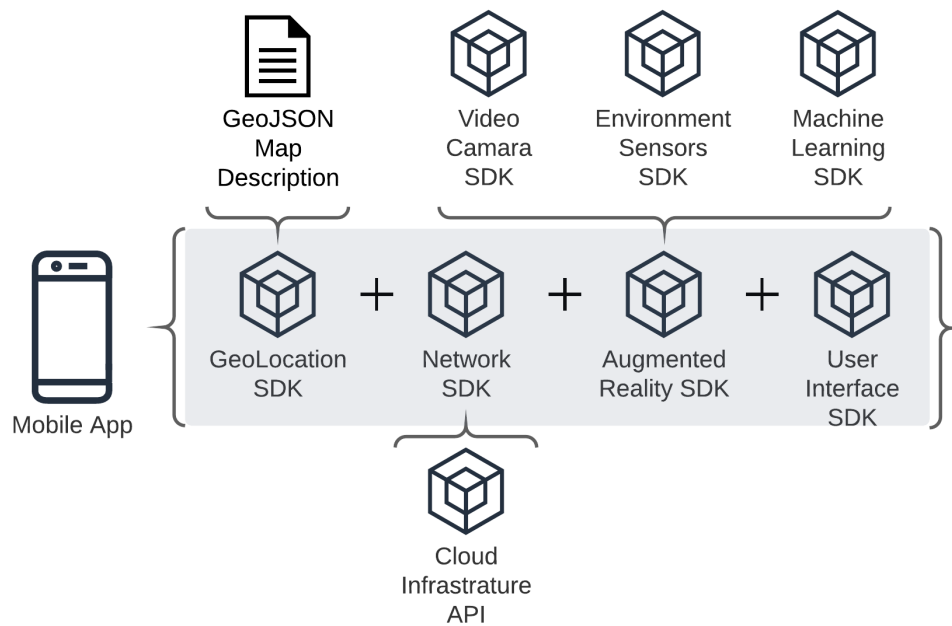 GeoJSON
Map
Description
Video
Camara
SDK
Environment
Sensors
SDK
Machine
Learning
SDK
Mobile App
GeoLocation
SDK
Network
SDK
Augmented
Reality SDK
User
Interface
SDK
Cloud
Infrastrature
API